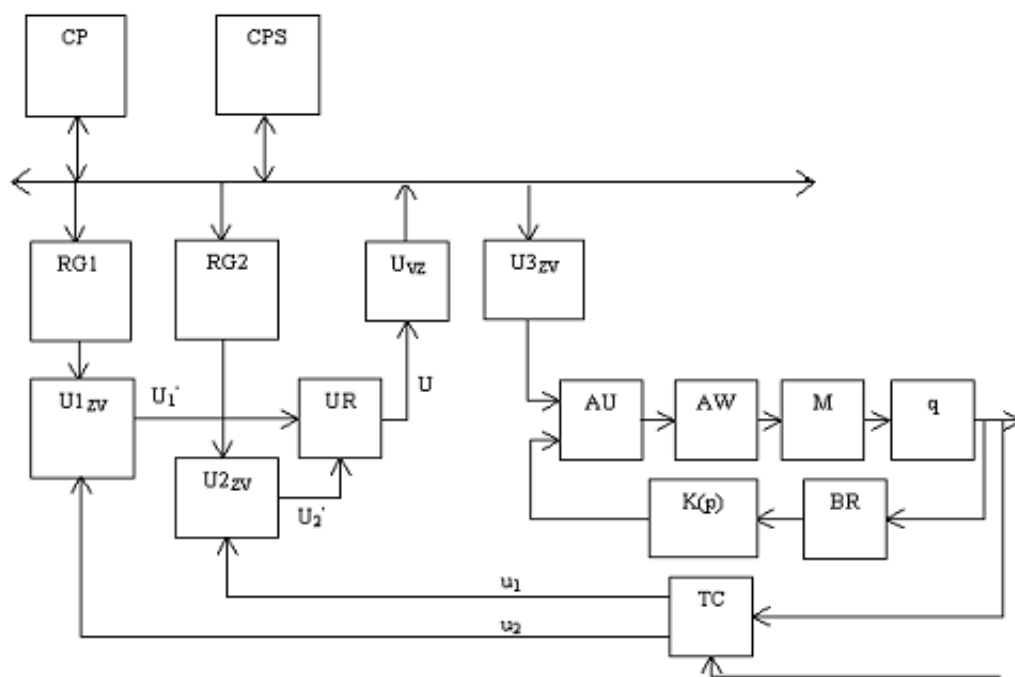 CP
CPS
RG1
RG2
Uvz
U3zv
U1zv
U1'
UR
U
AU
AW
M
q
U2zv
U2'
K(p)
BR
u1
TC
u2